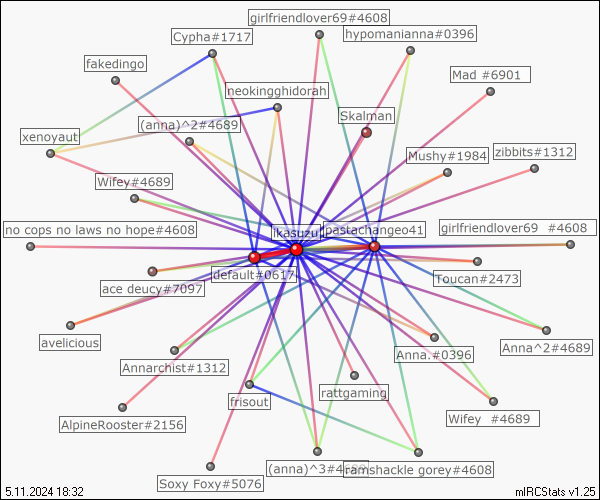 girlfriendlover69#4608
Cypha#1717
hypomanianna#0396
fakedingo
Mad #6901
neokingghidorah
Skalman
(anna)^2#4689
xenoyaut
Mushy#1984
zibbits#1312
Wifey#4689
no cops no laws no hope#4608
ikasuzu
pastachangeo41
girlfriendlover69 #4608
default#0617
Toucan#2473
ace deucy#7097
avelicious
Anna^2#4689
Anna.#0396
Annarchist#1312
rattgaming
frisout
AlpineRooster#2156
Wifey #4689
(anna)^3#4689
ramshackle gorey#4608
Soxy Foxy#5076
5.11.2024 18:32
mIRCStats v1.25